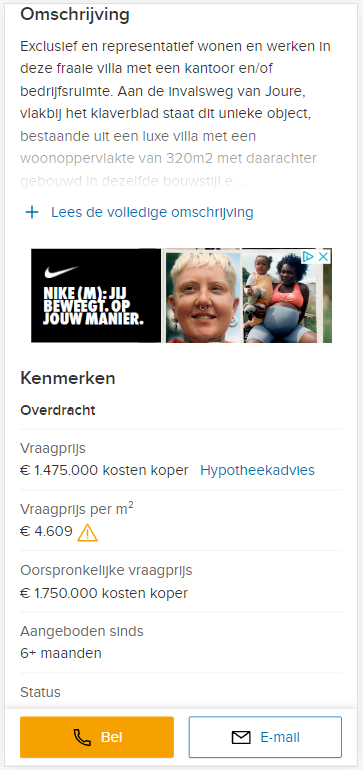 Omschrijving
Exclusief en representatief wonen en werken in
deze fraaie villa met een kantoor en/of
bedrijfsruimte. Aan de invalsweg van Joure,
vlakbij het klaverblad staat dit unieke object,
bestaande uit een luxe villa met een
woonoppervlakte van 320m2 met daarachter
gebouwd in dezelfde bouwstijl e ...
+ Lees de volledige omschrijving
NIKE (M): JIJ
BEWEEGT. OP
JOUW MANIER.
Kenmerken
Overdracht
Vraagprijs
€ 1.475.000 kosten koper Hypotheekadvies
Vraagprijs per m²
€ 4.609
Oorspronkelijke vraagprijs
€ 1.750.000 kosten koper
Aangeboden sinds
6+ maanden
Status
Bel E-mail